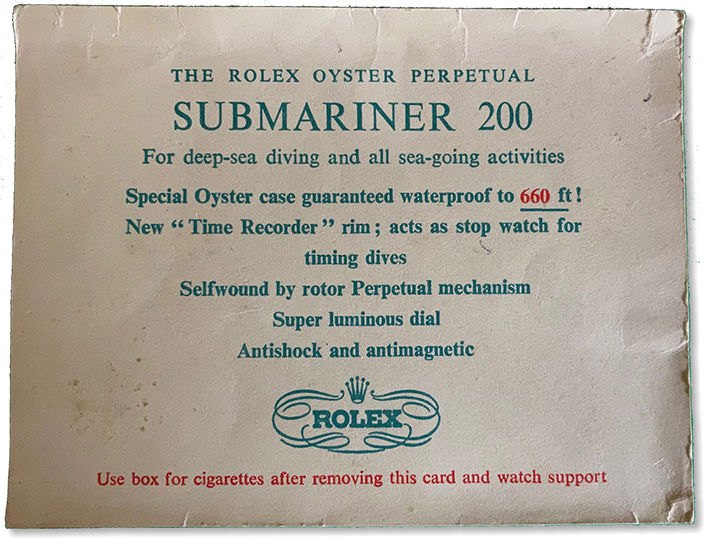 THE ROLEX OYSTER PERPETUAL
SUBMARINER 200
For deep-sea diving and all sea-going activities
Special Oyster case guaranteed waterproof to 660 ft!
New “Time Recorder” rim; acts as stop watch for
timing dives
Selfwound by rotor Perpetual mechanism
Super luminous dial
Antishock and antimagnetic
ROLEX
Use box for cigarettes after removing this card and watch support